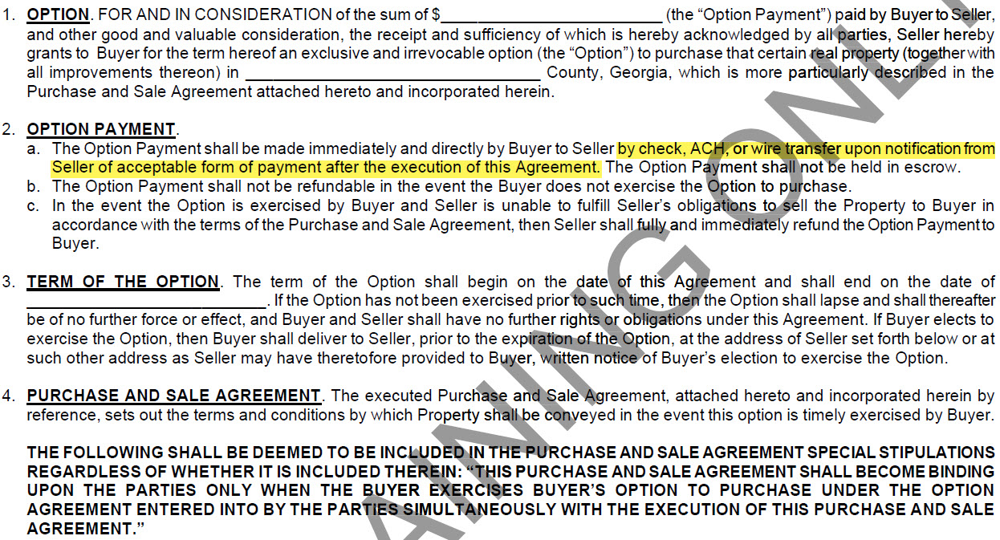 1. OPTION. FOR AND IN CONSIDERATION of the sum of $__________________________ (the “Option Payment”) paid by Buyer to Seller,
and other good and valuable consideration, the receipt and sufficiency of which is hereby acknowledged by all parties, Seller hereby
grants to Buyer for the term hereof an exclusive and irrevocable option (the “Option”) to purchase that certain real property (together with
all improvements thereon) in __________________________________ County, Georgia, which is more particularly described in the
Purchase and Sale Agreement attached hereto and incorporated herein.
2. OPTION PAYMENT.
a. The Option Payment shall be made immediately and directly by Buyer to Seller by check, ACH, or wire transfer upon notification from
Seller of acceptable form of payment after the execution of this Agreement. The Option Payment shall not be held in escrow.
b. The Option Payment shall not be refundable in the event the Buyer does not exercise the Option to purchase.
c. In the event the Option is exercised by Buyer and Seller is unable to fulfill Seller’s obligations to sell the Property to Buyer in
accordance with the terms of the Purchase and Sale Agreement, then Seller shall fully and immediately refund the Option Payment to
Buyer.
3. TERM OF THE OPTION. The term of the Option shall begin on the date of this Agreement and shall end on the date of
____________________________. If the Option has not been exercised prior to such time, then the Option shall lapse and shall thereafter
be of no further force or effect, and Buyer and Seller shall have no further rights or obligations under this Agreement. If Buyer elects to
exercise the Option, then Buyer shall deliver to Seller, prior to the expiration of the Option, at the address of Seller set forth below or at
such other address as Seller may have theretofore provided to Buyer, written notice of Buyer’s election to exercise the Option.
4. PURCHASE AND SALE AGREEMENT. The executed Purchase and Sale Agreement, attached hereto and incorporated herein by
reference, sets out the terms and conditions by which Property shall be conveyed in the event this option is timely exercised by Buyer.
THE FOLLOWING SHALL BE DEEMED TO BE INCLUDED IN THE PURCHASE AND SALE AGREEMENT SPECIAL STIPULATIONS
REGARDLESS OF WHETHER IT IS INCLUDED THEREIN: “THIS PURCHASE AND SALE AGREEMENT SHALL BECOME BINDING
UPON THE PARTIES ONLY WHEN THE BUYER EXERCISES BUYER’S OPTION TO PURCHASE UNDER THE OPTION
AGREEMENT ENTERED INTO BY THE PARTIES SIMULTANEOUSLY WITH THE EXECUTION OF THIS PURCHASE AND SALE
AGREEMENT.”
AINING ONL